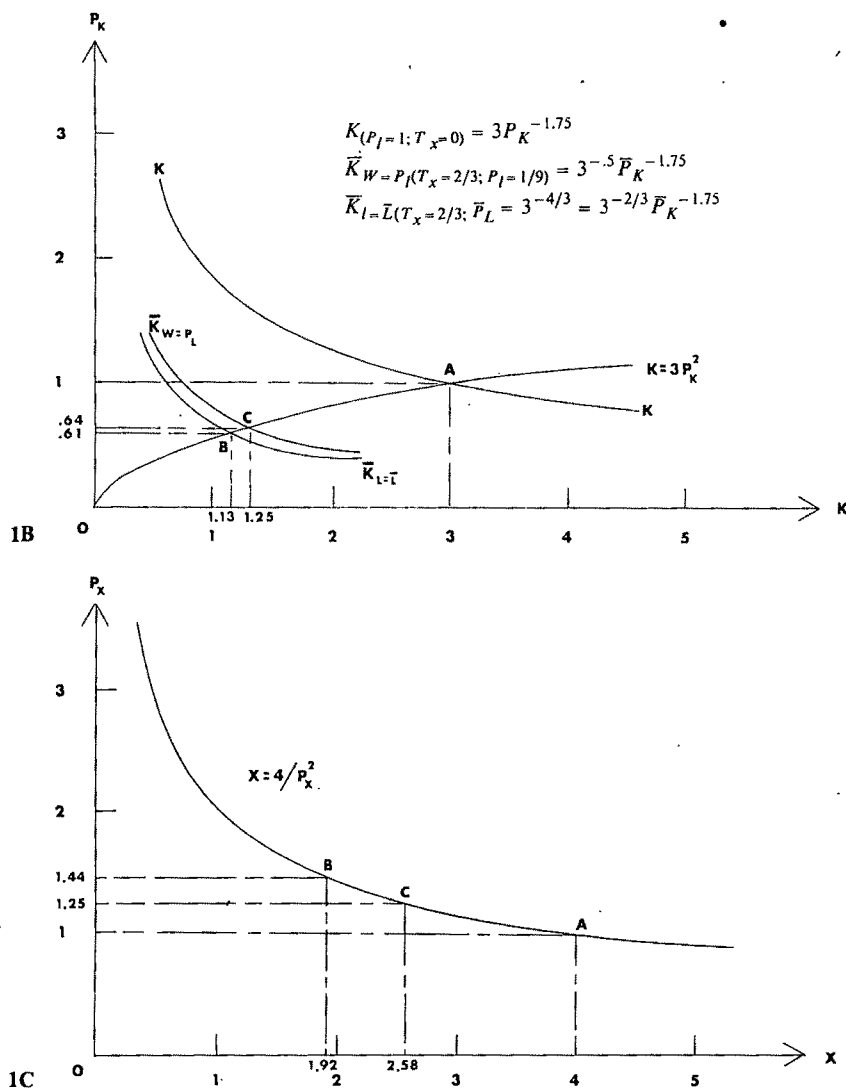 P_K
3
K_(P_l=1; T_x=0) = 3P_K^-1.75
K̅_W=P_l(T_x=2/3; P_l=1/9) = 3^-.5 P̅_K^-1.75
K̅_l=L̅(T_x=2/3; P̅_L = 3^-4/3 = 3^-2/3 P̅_K^-1.75
K
2
K̅_W=P_L
A
K=3P_K^2
1
K
.64
C
.61
B
K̅_L=L̅
1B
O
1.13
1.25
K
1
2
3
4
5
P_X
3
X=4/P_X^2
2
1.44
B
1.25
C
1
A
1C
O
1
1.92
2
2.58
3
4
5
X